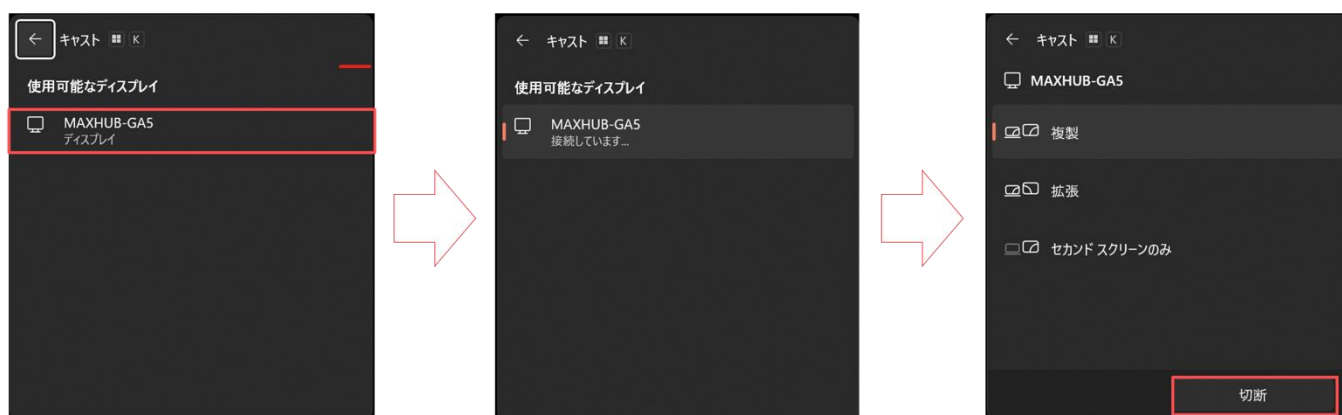 ← キャスト K
使用可能なディスプレイ
MAXHUB-GA5
ディスプレイ
← キャスト K
使用可能なディスプレイ
MAXHUB-GA5
接続しています...
← キャスト K
MAXHUB-GA5
複製
拡張
セカンド スクリーンのみ
切断